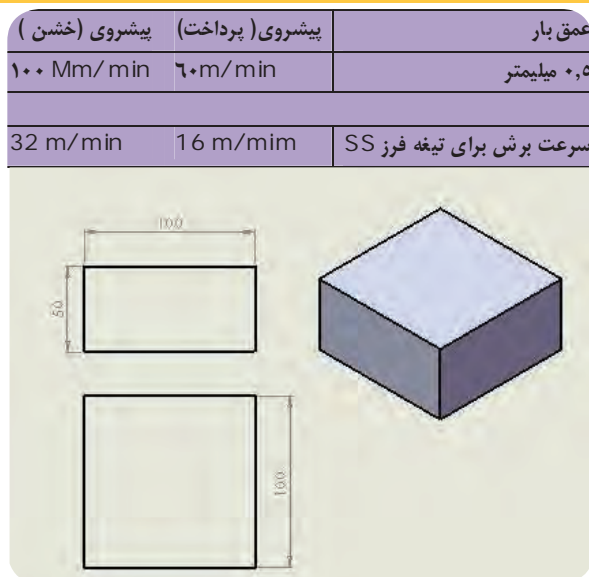 عمق بار پیشروی( پرداخت) پیشروی (خشن )
۰,۵ میلیمتر ٦۰m/min ۱۰۰ Mm/min
سرعت برش برای تیغه فرز SS 16 m/mim 32 m/min
100
50
100